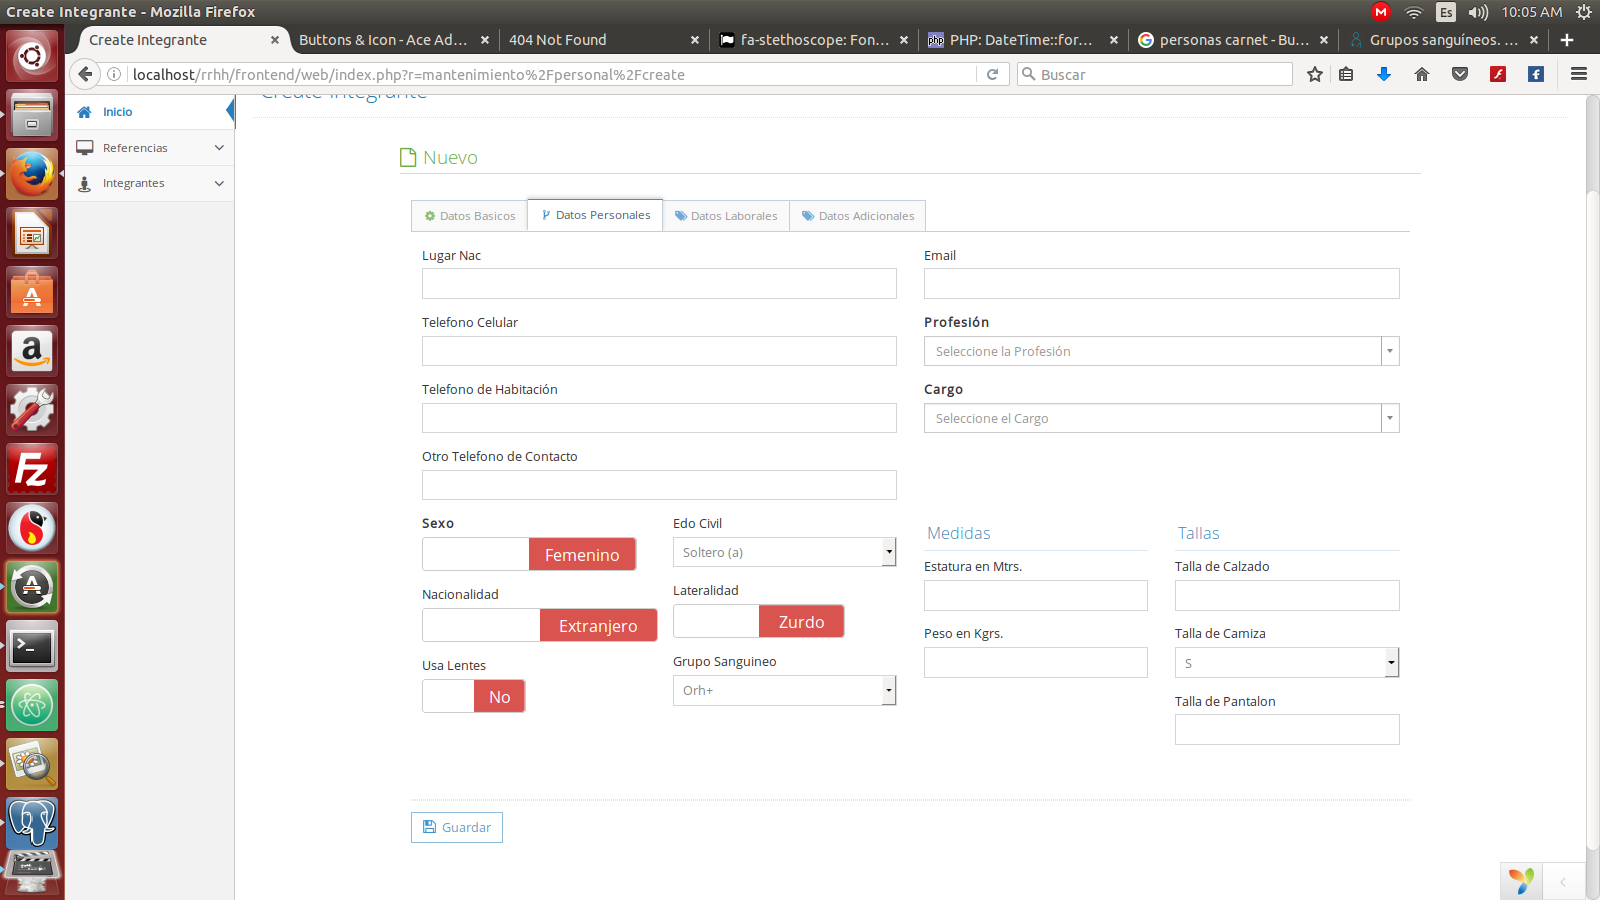 Create Integrante - Mozilla Firefox
Es 10:05 AM
Create Integrante
Buttons & Icon - Ace Ad...
404 Not Found
fa-stethoscope: Fon...
php PHP: DateTime::for...
personas carnet - Bu...
Grupos sanguíneos. ...
localhost/rrhh/frontend/web/index.php?r=mantenimiento%2Fpersonal%2Fcreate
Buscar
Create Integrante
Inicio
Referencias
Integrantes
Nuevo
Datos Basicos
Datos Personales
Datos Laborales
Datos Adicionales
Lugar Nac
Email
Telefono Celular
Profesión
Seleccione la Profesión
Telefono de Habitación
Cargo
Seleccione el Cargo
Otro Telefono de Contacto
Sexo
Femenino
Edo Civil
Soltero (a)
Medidas
Tallas
Nacionalidad
Extranjero
Lateralidad
Zurdo
Estatura en Mtrs.
Talla de Calzado
Usa Lentes
No
Grupo Sanguineo
Orh+
Peso en Kgrs.
Talla de Camiza
S
Talla de Pantalon
Guardar